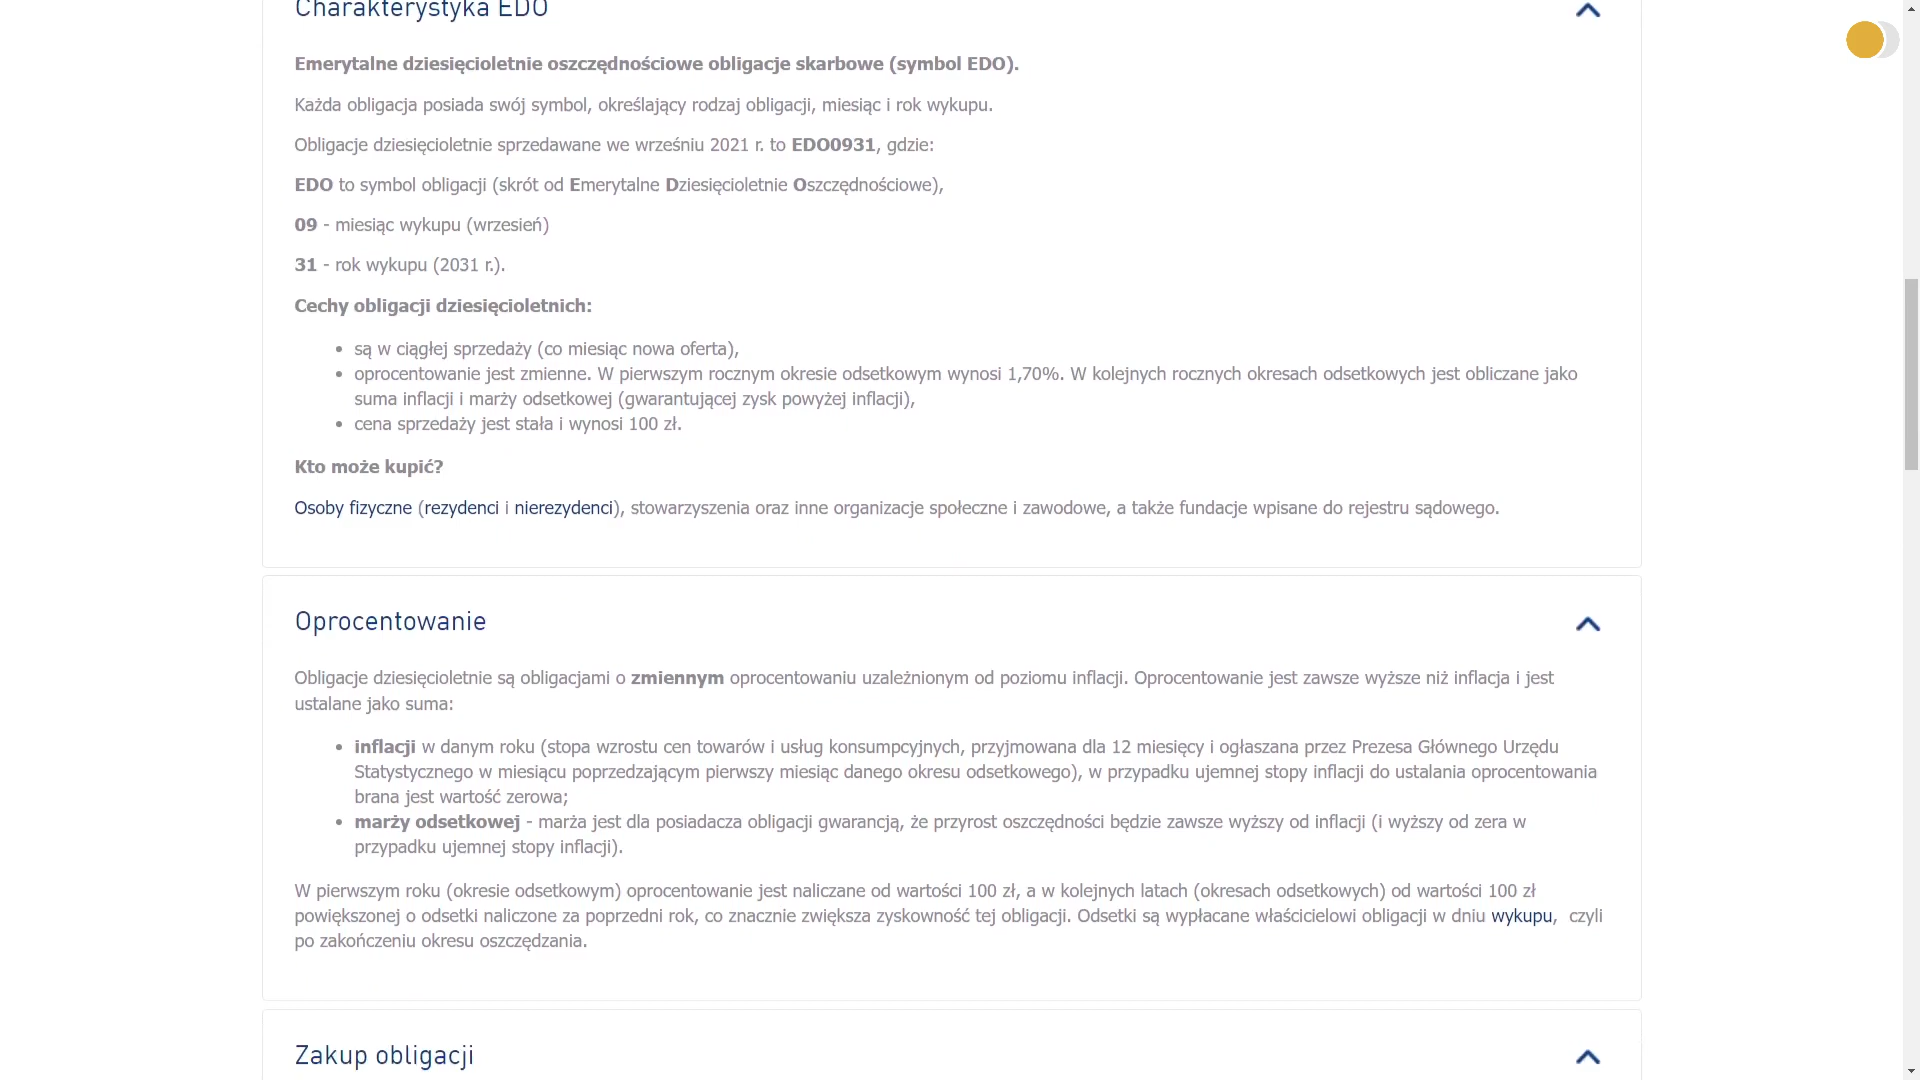 Charakterystyka EDO
Emerytalne dziesięcioletnie oszczędnościowe obligacje skarbowe (symbol EDO).
Każda obligacja posiada swój symbol, określający rodzaj obligacji, miesiąc i rok wykupu.
Obligacje dziesięcioletnie sprzedawane we wrześniu 2021 r. to EDO0931, gdzie:
EDO to symbol obligacji (skrót od Emerytalne Dziesięcioletnie Oszczędnościowe),
09 - miesiąc wykupu (wrzesień)
31 - rok wykupu (2031 r.).
Cechy obligacji dziesięcioletnich:
są w ciągłej sprzedaży (co miesiąc nowa oferta),
oprocentowanie jest zmienne. W pierwszym rocznym okresie odsetkowym wynosi 1,70%. W kolejnych rocznych okresach odsetkowych jest obliczane jako
suma inflacji i marży odsetkowej (gwarantującej zysk powyżej inflacji),
cena sprzedaży jest stała i wynosi 100 zł.
Kto może kupić?
Osoby fizyczne (rezydenci i nierezydenci), stowarzyszenia oraz inne organizacje społeczne i zawodowe, a także fundacje wpisane do rejestru sądowego.
Oprocentowanie
Obligacje dziesięcioletnie są obligacjami o zmiennym oprocentowaniu uzależnionym od poziomu inflacji. Oprocentowanie jest zawsze wyższe niż inflacja i jest
ustalane jako suma:
inflacji w danym roku (stopa wzrostu cen towarów i usług konsumpcyjnych, przyjmowana dla 12 miesięcy i ogłaszana przez Prezesa Głównego Urzędu
Statystycznego w miesiącu poprzedzającym pierwszy miesiąc danego okresu odsetkowego), w przypadku ujemnej stopy inflacji do ustalania oprocentowania
brana jest wartość zerowa;
marży odsetkowej - marża jest dla posiadacza obligacji gwarancją, że przyrost oszczędności będzie zawsze wyższy od inflacji (i wyższy od zera w
przypadku ujemnej stopy inflacji).
W pierwszym roku (okresie odsetkowym) oprocentowanie jest naliczane od wartości 100 zł, a w kolejnych latach (okresach odsetkowych) od wartości 100 zł
powiększonej o odsetki naliczone za poprzedni rok, co znacznie zwiększa zyskowność tej obligacji. Odsetki są wypłacane właścicielowi obligacji w dniu wykupu, czyli
po zakończeniu okresu oszczędzania.
Zakup obligacji